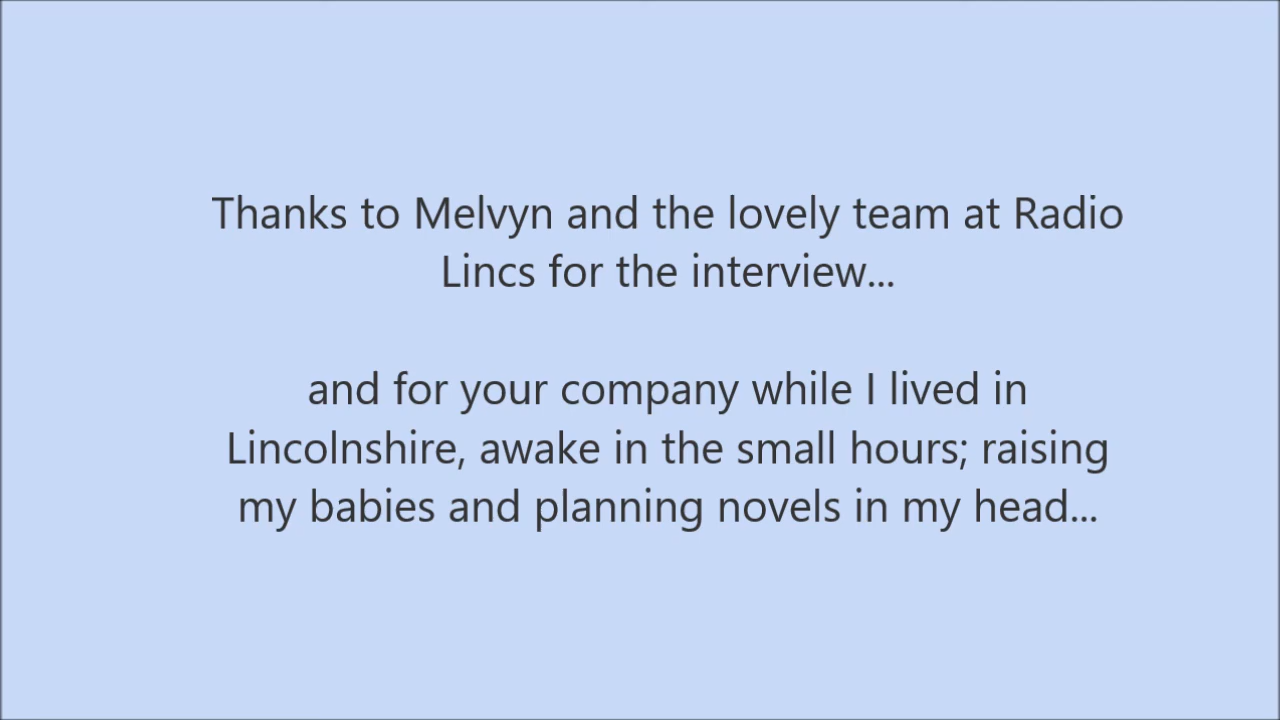 Thanks to Melvyn and the lovely team at Radio
Lincs for the interview...
and for your company while I lived in
Lincolnshire, awake in the small hours; raising
my babies and planning novels in my head...